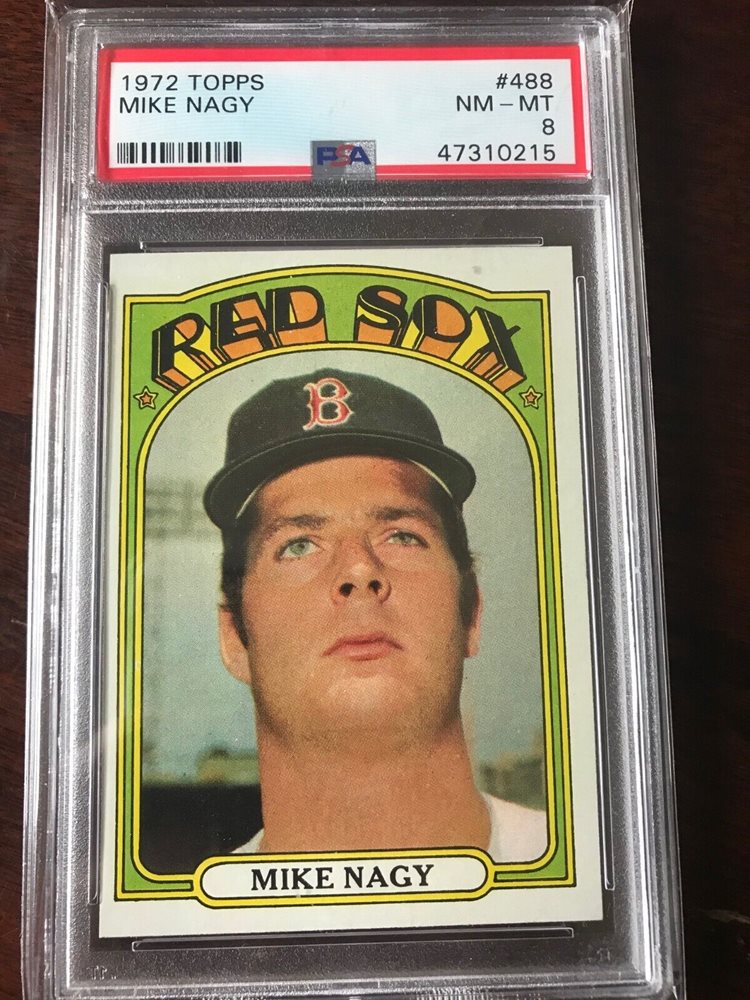 1972 TOPPS #488
MIKE NAGY NM - MT
8
PSA 47310215
RED SOX
B
MIKE NAGY